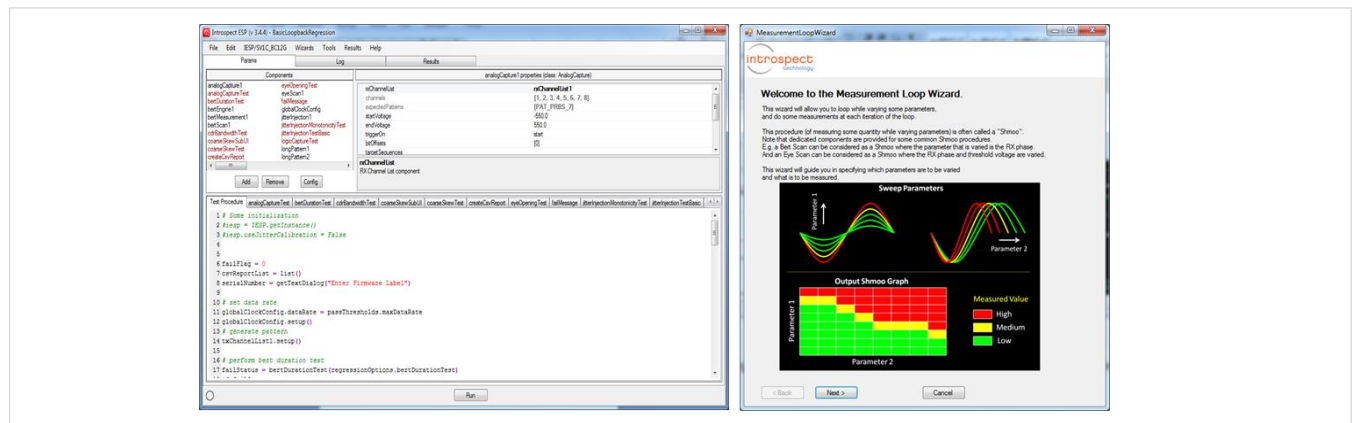 Introspect ESP (v 3.4.4) - BasicLoopbackRegression
File Edit IESP/SV1C_BC12G Wizards Tools Results Help
Params Log Results
Components
analogCapture1 eyeOpeningTest
analogCaptureTest eyeScan1
bertDurationTest failMessage
bertEngine1 globalClockConfig
bertMeasurement1 jitterInjection1
bertScan1 jitterInjectionMonotonicityTest
cdrBandwidthTest jitterInjectionTestBasic
coarseSkewSubUI logicCaptureTest
coarseSkewTest longPattern1
createCsvReport longPattern2
Add Remove Config
analogCapture1 properties (class: AnalogCapture)
rxChannelList rxChannelList1
channels [1, 2, 3, 4, 5, 6, 7, 8]
expectedPatterns [PAT_PRBS_7]
startVoltage -550.0
endVoltage 550.0
triggerOn start
bitOffsets [0]
targetSequences
rxChannelList
RX Channel List component
Test Procedure analogCaptureTest bertDurationTest cdrBandwidthTest coarseSkewSubUI coarseSkewTest createCsvReport eyeOpeningTest failMessage jitterInjectionMonotonicityTest jitterInjectionTestBasic
1 # Some initialization
2 #iesp = IESP.getInstance()
3 #iesp.useJitterCalibration = False
4
5
6 failFlag = 0
7 csvReportList = list()
8 serialNumber = getTextDialog("Enter Firmware label")
9
10 # set data rate
11 globalClockConfig.dataRate = passThresholds.maxDataRate
12 globalClockConfig.setup()
13 # generate pattern
14 txChannelList1.setup()
15
16 # perform bert duration test
17 failStatus = bertDurationTest(regressionOptions.bertDurationTest)
Run
MeasurementLoopWizard
introspect
technology
Welcome to the Measurement Loop Wizard.
This wizard will allow you to loop while varying some parameters,
and do some measurements at each iteration of the loop.
This procedure (of measuring some quantity while varying parameters) is often called a "Shmoo".
Note that dedicated components are provided for some common Shmoo procedures.
E.g. a Bert Scan can be considered as a Shmoo where the parameter that is varied is the RX phase.
And an Eye Scan can be considered as a Shmoo where the RX phase and threshold voltage are varied.
This wizard will guide you in specifying which parameters are to be varied
and what is to be measured.
Sweep Parameters
Parameter 1
Parameter 2
Output Shmoo Graph
Parameter 1
Measured Value
High
Medium
Low
Parameter 2
< Back Next > Cancel